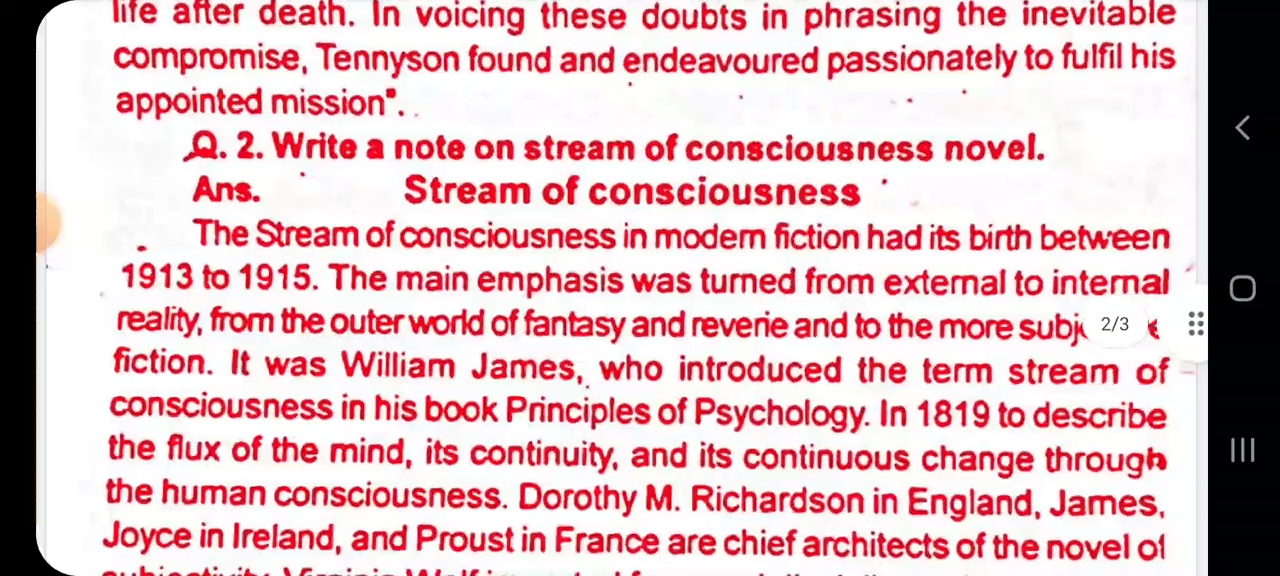 life after death. In voicing these doubts in phrasing the inevitable
compromise, Tennyson found and endeavoured passionately to fulfil his
appointed mission".
Q. 2. Write a note on stream of consciousness novel.
Ans. Stream of consciousness
The Stream of consciousness in modern fiction had its birth between
1913 to 1915. The main emphasis was turned from external to internal
reality, from the outer world of fantasy and reverie and to the more
2/3
fiction. It was William James, who introduced the term stream of
consciousness in his book Principles of Psychology. In 1819 to describe
the flux of the mind, its continuity, and its continuous change through
the human consciousness. Dorothy M. Richardson in England, James,
Joyce in Ireland, and Proust in France are chief architects of the novel of